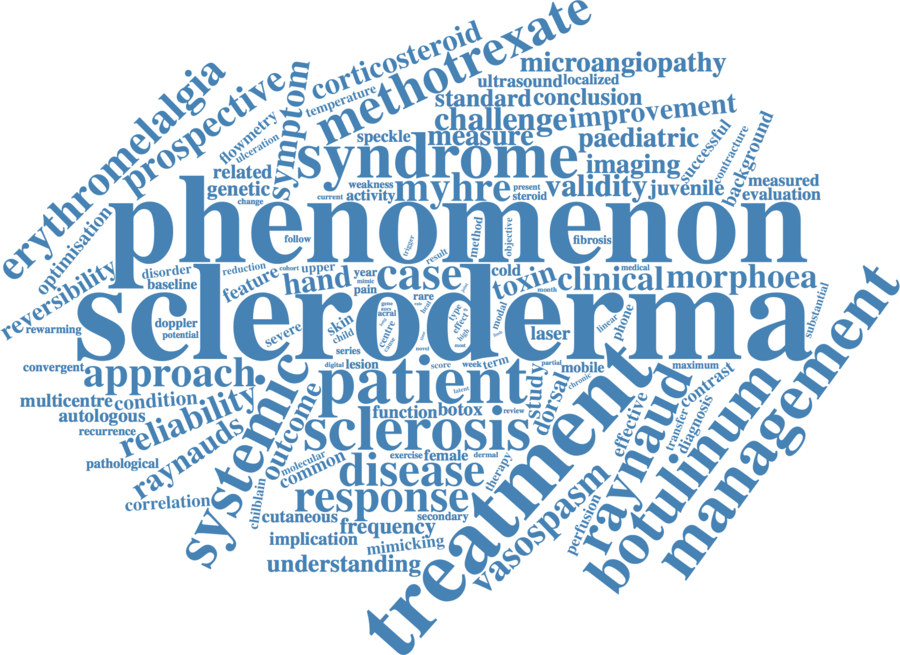 corticosteroid
methotrexate
microangiopathy
ultrasound
localized
temperature
standard
conclusion
erythromelalgia
prospective
symptom
flowmetry
ulceration
speckle
measure
challenge
improvement
paediatric
successful
contracture
background
syndrome
imaging
related
genetic
change
weakness
current
activity
myhre
present
steroid
validity
juvenile
measured
evaluation
optimisation
phenomenon
follow
trigger
result
method
objective
fibrosis
reversibility
disorder
baseline
reduction
cohort
feature
upper
hand
year
mimic
pain
case
cold
toxin
month
clinical
medical
morphoea
rewarming
scleroderma
doppler
potential
severe
skin
child
series
gene
acral
centre
rare
heat
type
effect
high
modal
laser
linear
phone
substantial
convergent
approach
systemic
digital
lesion
novel
score
week
term
latent
partial
mobile
chronic
maximum
contrast
management
multicentre
condition
autologous
recurrence
reliability
outcome
patient
function
botox
review
study
dorsal
treatment
effective
raynaud
transfer
diagnosis
botulinum
pathological
raynauds
correlation
molecular
common
sclerosis
exercise
female
dermal
therapy
disease
chilblain
response
cutaneous
frequency
secondary
vasospasm
perfusion
implication
mimicking
understanding